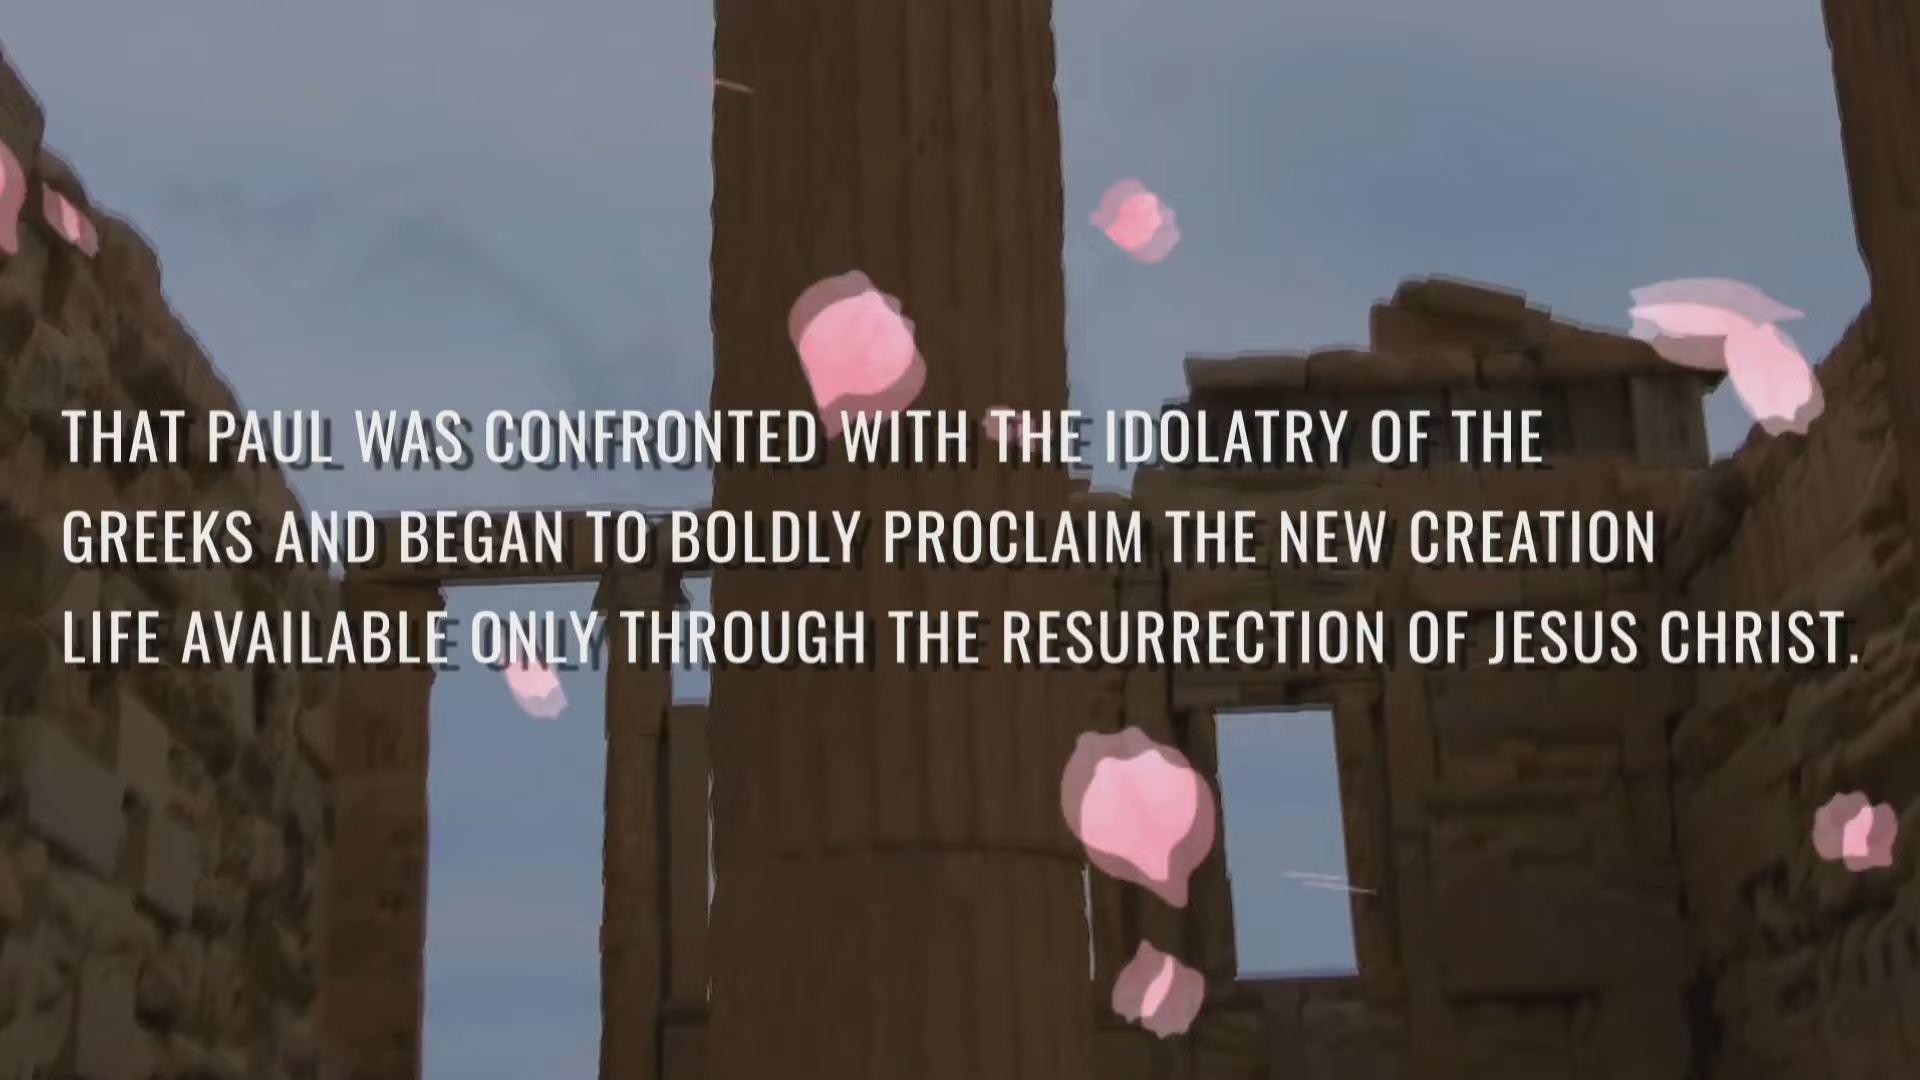 THAT PAUL WAS CONFRONTED WITH THE IDOLATRY OF THE
GREEKS AND BEGAN TO BOLDLY PROCLAIM THE NEW CREATION
LIFE AVAILABLE ONLY THROUGH THE RESURRECTION OF JESUS CHRIST.